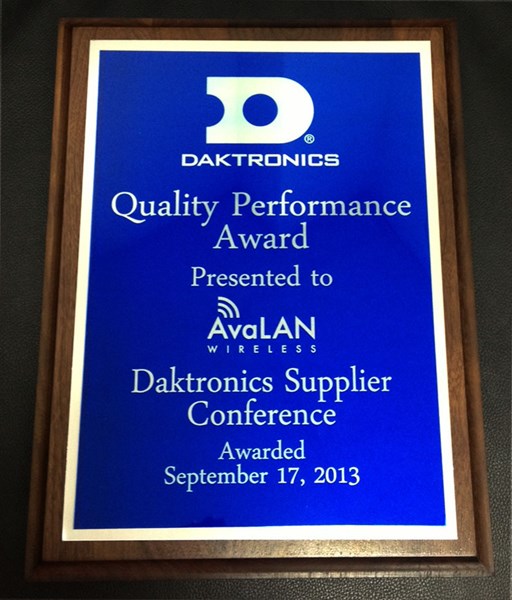 ®
DAKTRONICS
Quality Performance
Award
Presented to
AvaLAN
WIRELESS
Daktronics Supplier
Conference
Awarded
September 17, 2013